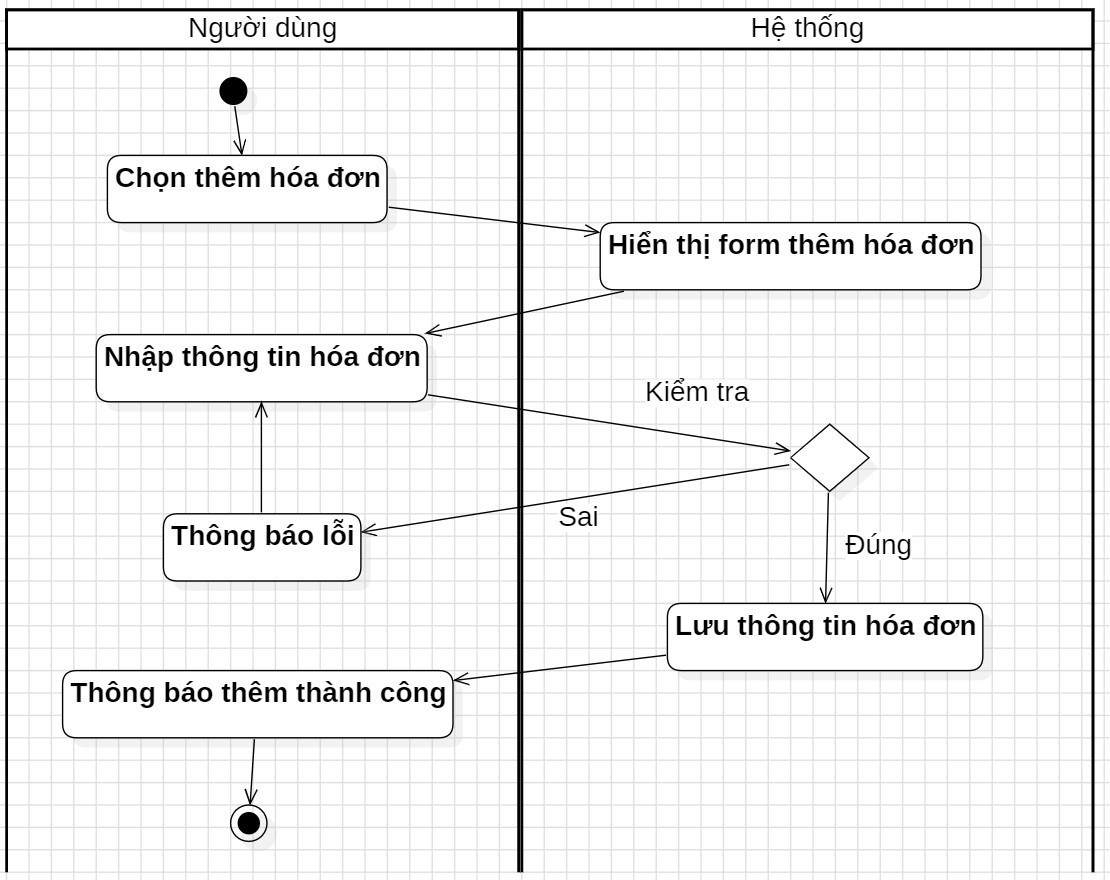 Người dùng
Hệ thống
Chọn thêm hóa đơn
Hiển thị form thêm hóa đơn
Nhập thông tin hóa đơn
Kiểm tra
Sai
Thông báo lỗi
Đúng
Lưu thông tin hóa đơn
Thông báo thêm thành công